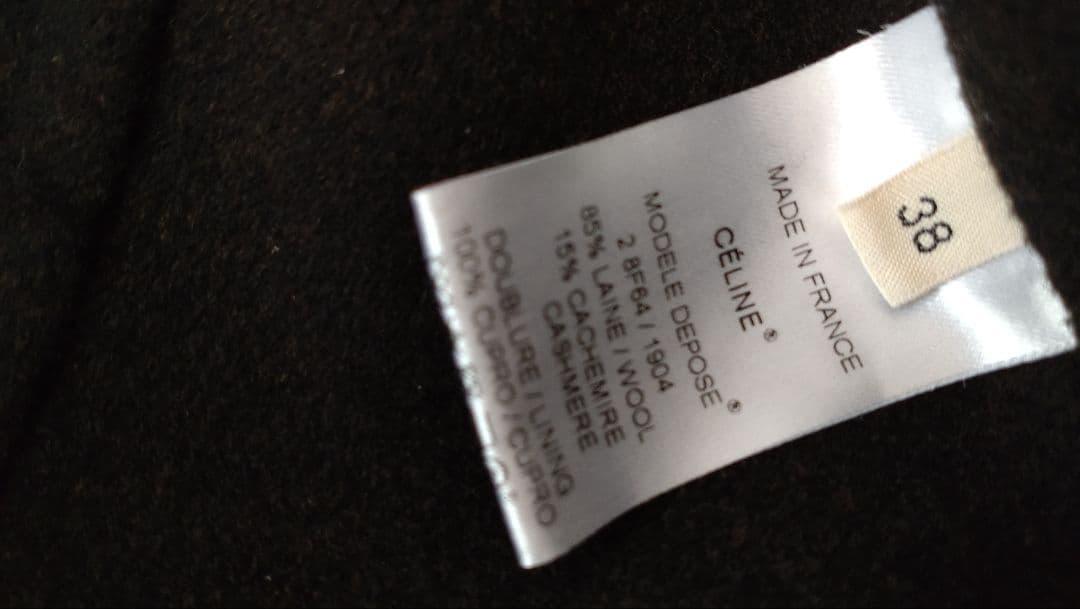 38
MADE IN FRANCE
CÉLINE®
MODELE DEPOSE®
2 8F64 / 1904
85% LAINE / WOOL
15% CACHEMIRE
CASHMERE
DOUBLURE / LINING
100% CUPRO / CUPRO